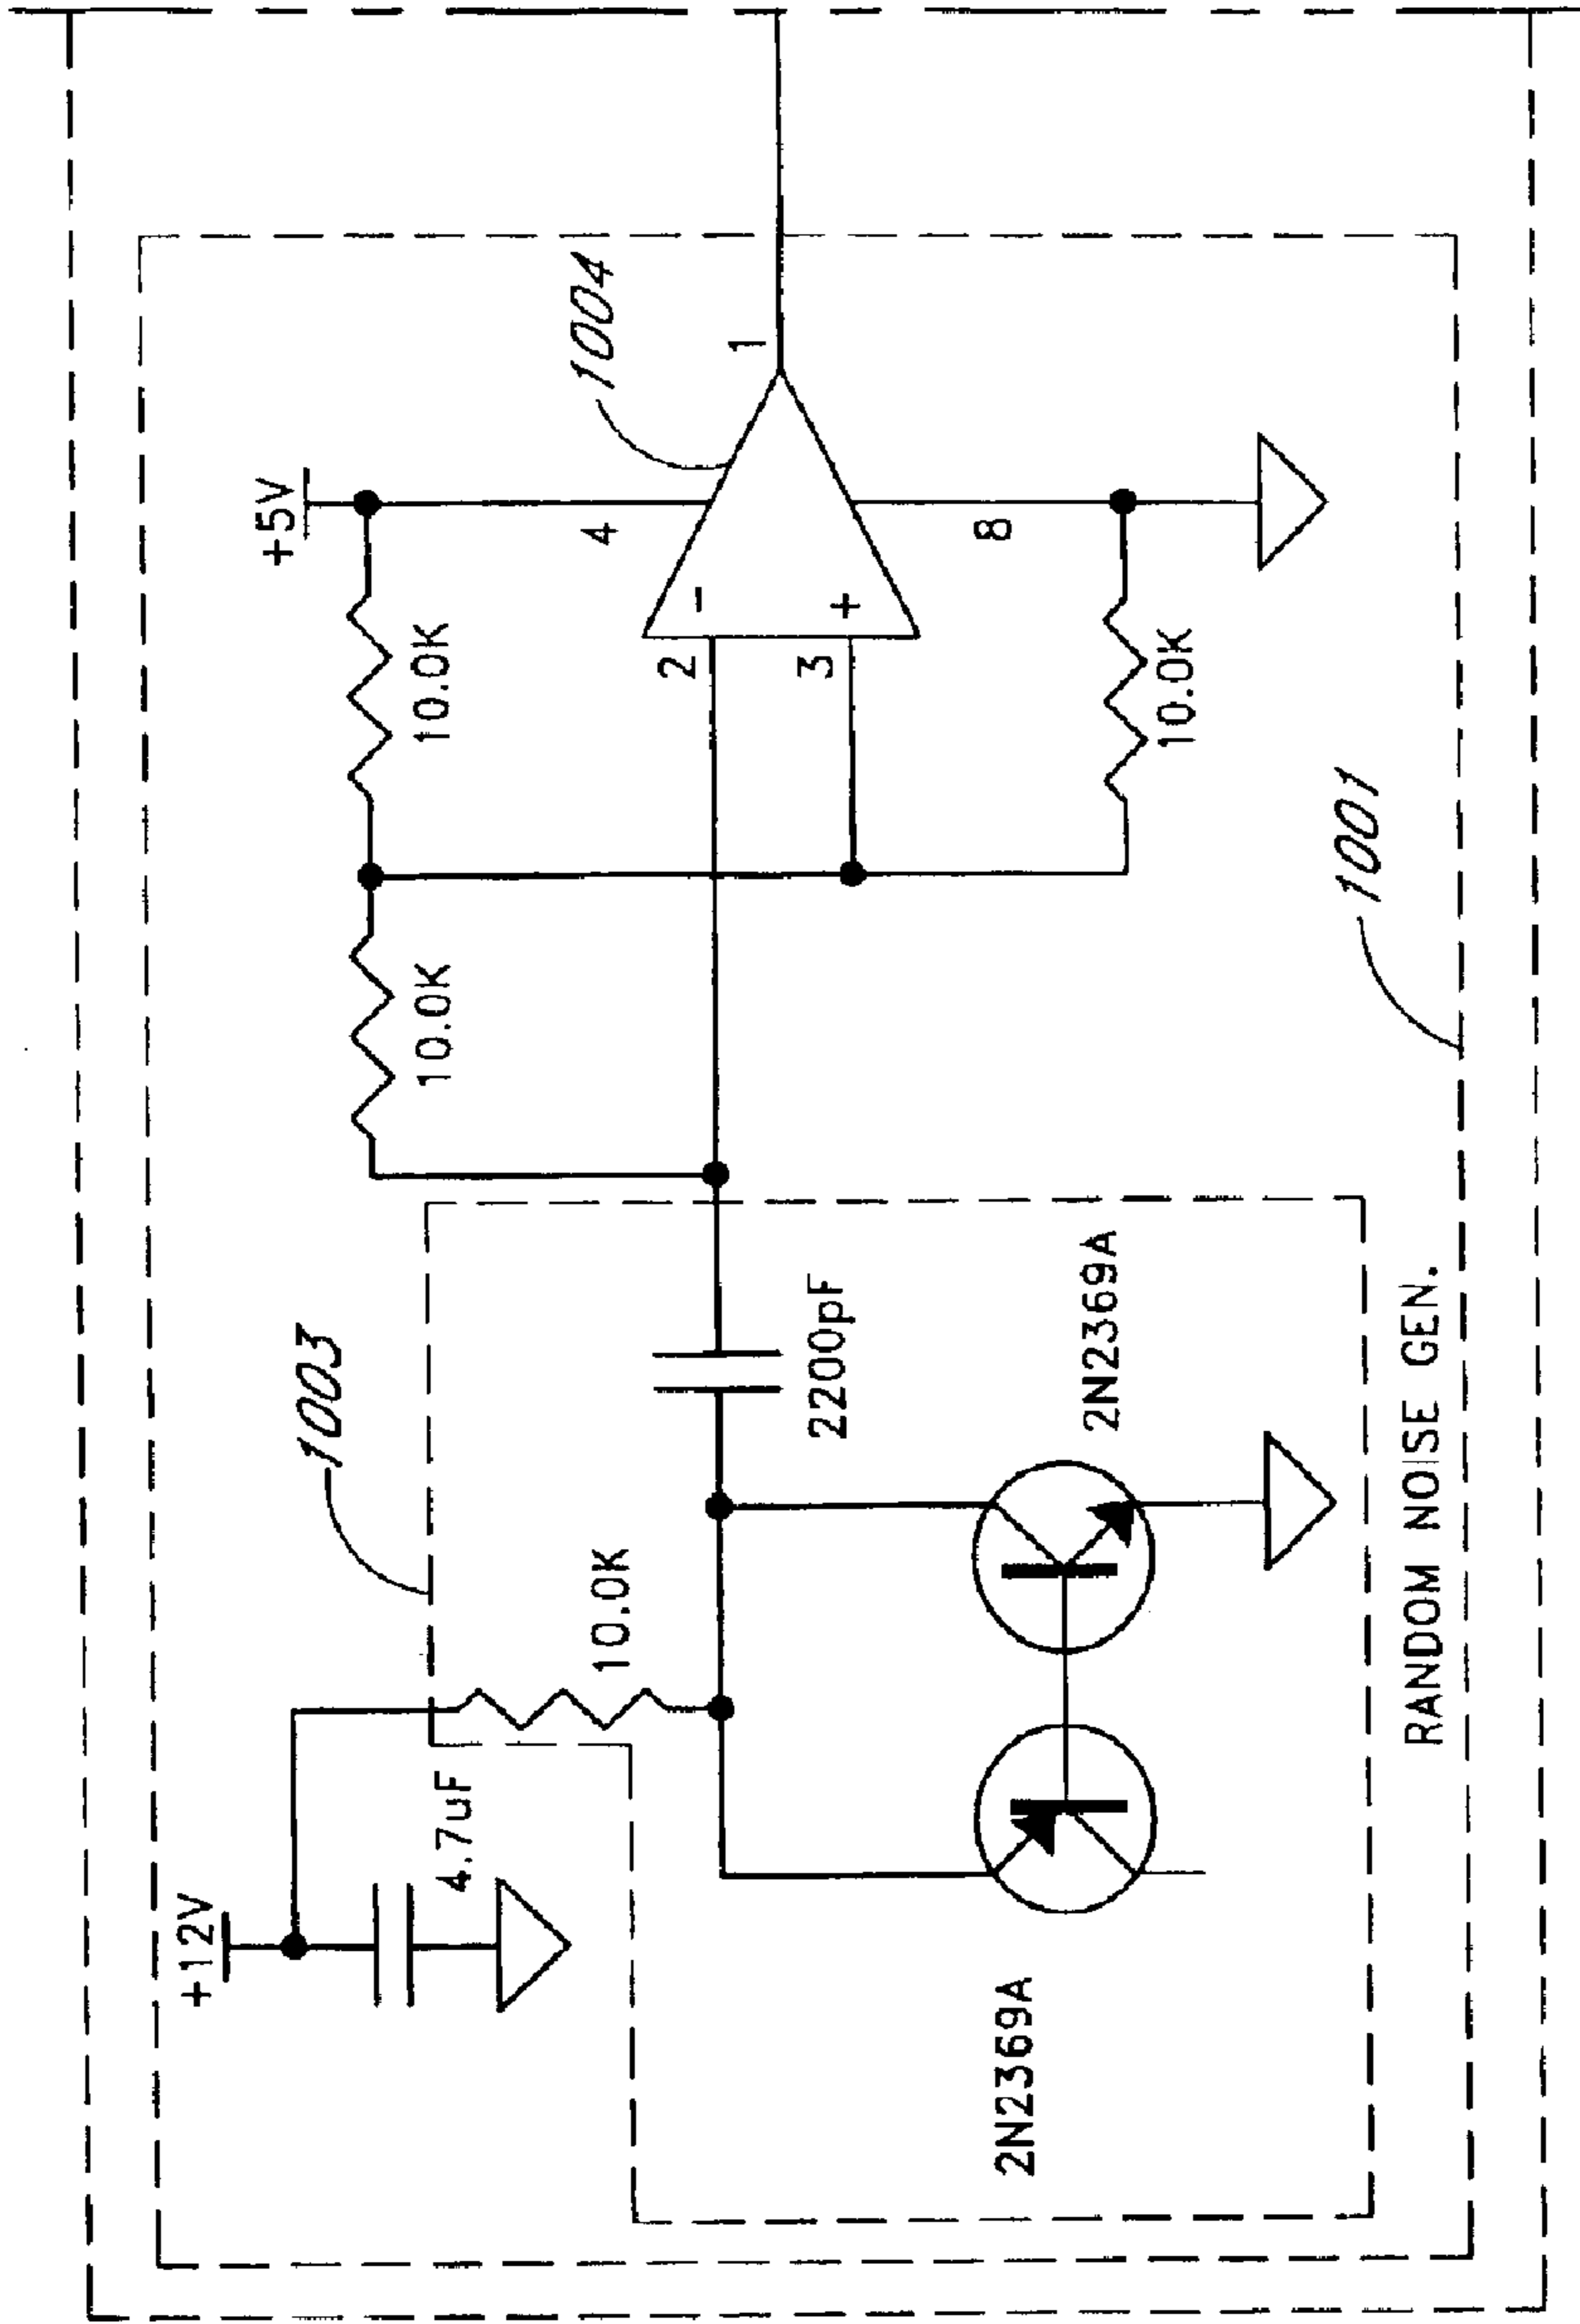 +5V
1004
10.0K
10.0K
4
1
2
-
3
+
8
10.0K
1001
+12V
4.7uF
1003
10.0K
2200pF
2N2369A
2N2369A
RANDOM NOISE GEN.